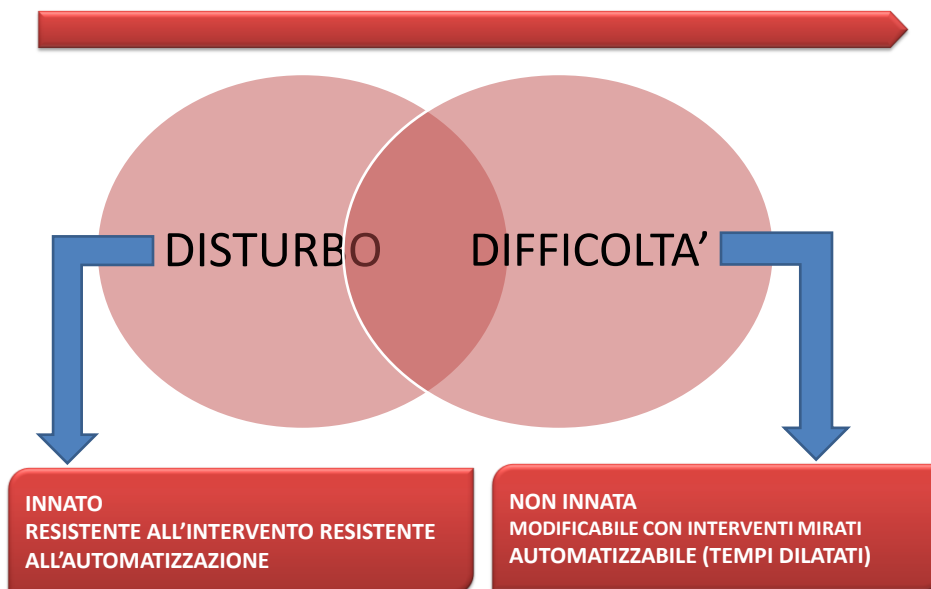 DISTURBO
DIFFICOLTA’
INNATO
RESISTENTE ALL’INTERVENTO RESISTENTE
ALL’AUTOMATIZZAZIONE
NON INNATA
MODIFICABILE CON INTERVENTI MIRATI
AUTOMATIZZABILE (TEMPI DILATATI)